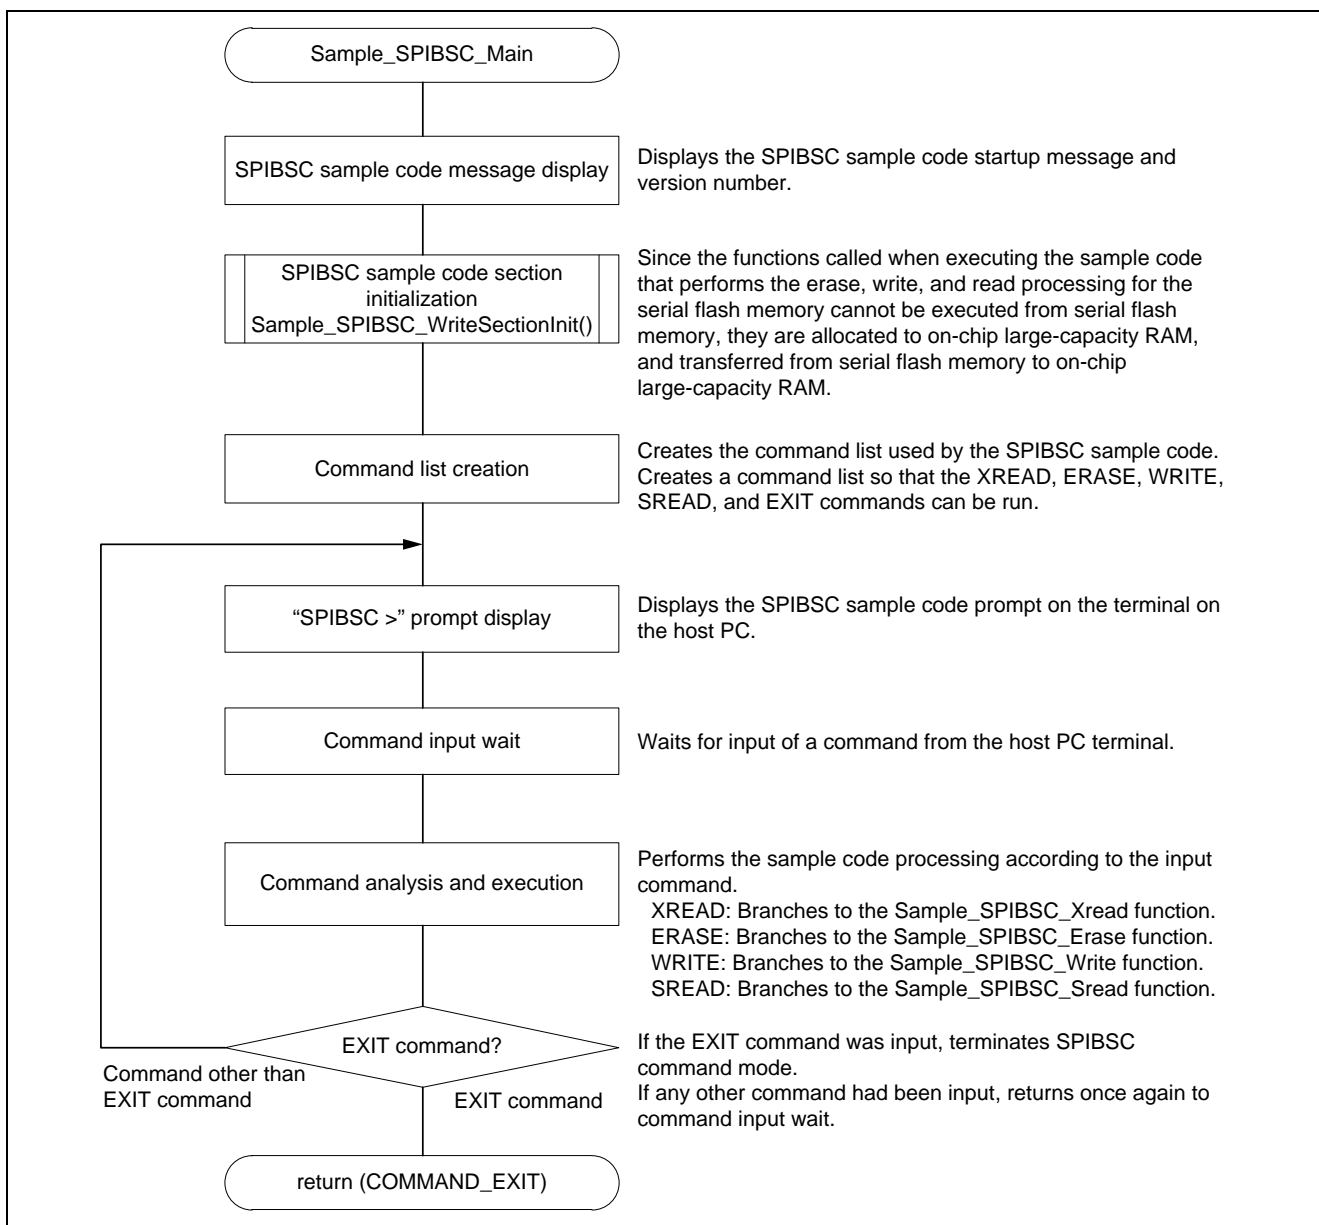 Sample_SPIBSC_Main
SPIBSC sample code message display
Displays the SPIBSC sample code startup message and
version number.
SPIBSC sample code section
initialization
Sample_SPIBSC_WriteSectionInit()
Since the functions called when executing the sample code
that performs the erase, write, and read processing for the
serial flash memory cannot be executed from serial flash
memory, they are allocated to on-chip large-capacity RAM,
and transferred from serial flash memory to on-chip
large-capacity RAM.
Command list creation
Creates the command list used by the SPIBSC sample code.
Creates a command list so that the XREAD, ERASE, WRITE,
SREAD, and EXIT commands can be run.
“SPIBSC >” prompt display
Displays the SPIBSC sample code prompt on the terminal on
the host PC.
Command input wait
Waits for input of a command from the host PC terminal.
Command analysis and execution
Performs the sample code processing according to the input
command.
XREAD: Branches to the Sample_SPIBSC_Xread function.
ERASE: Branches to the Sample_SPIBSC_Erase function.
WRITE: Branches to the Sample_SPIBSC_Write function.
SREAD: Branches to the Sample_SPIBSC_Sread function.
EXIT command?
If the EXIT command was input, terminates SPIBSC
command mode.
If any other command had been input, returns once again to
command input wait.
Command other than
EXIT command
EXIT command
return (COMMAND_EXIT)